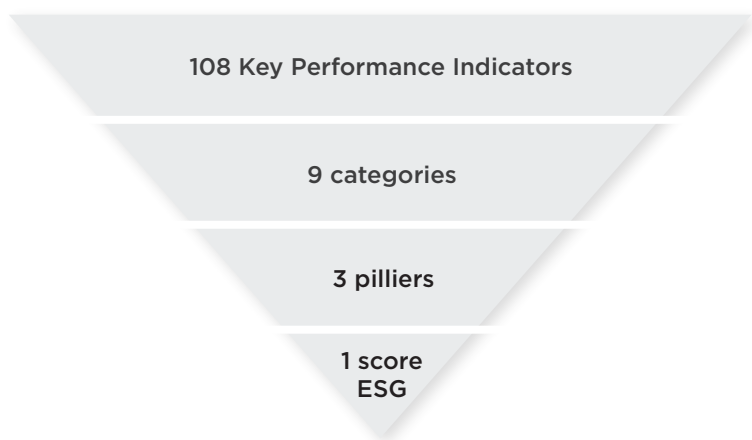 108 Key Performance Indicators
9 categories
3 pilliers
1 score
ESG